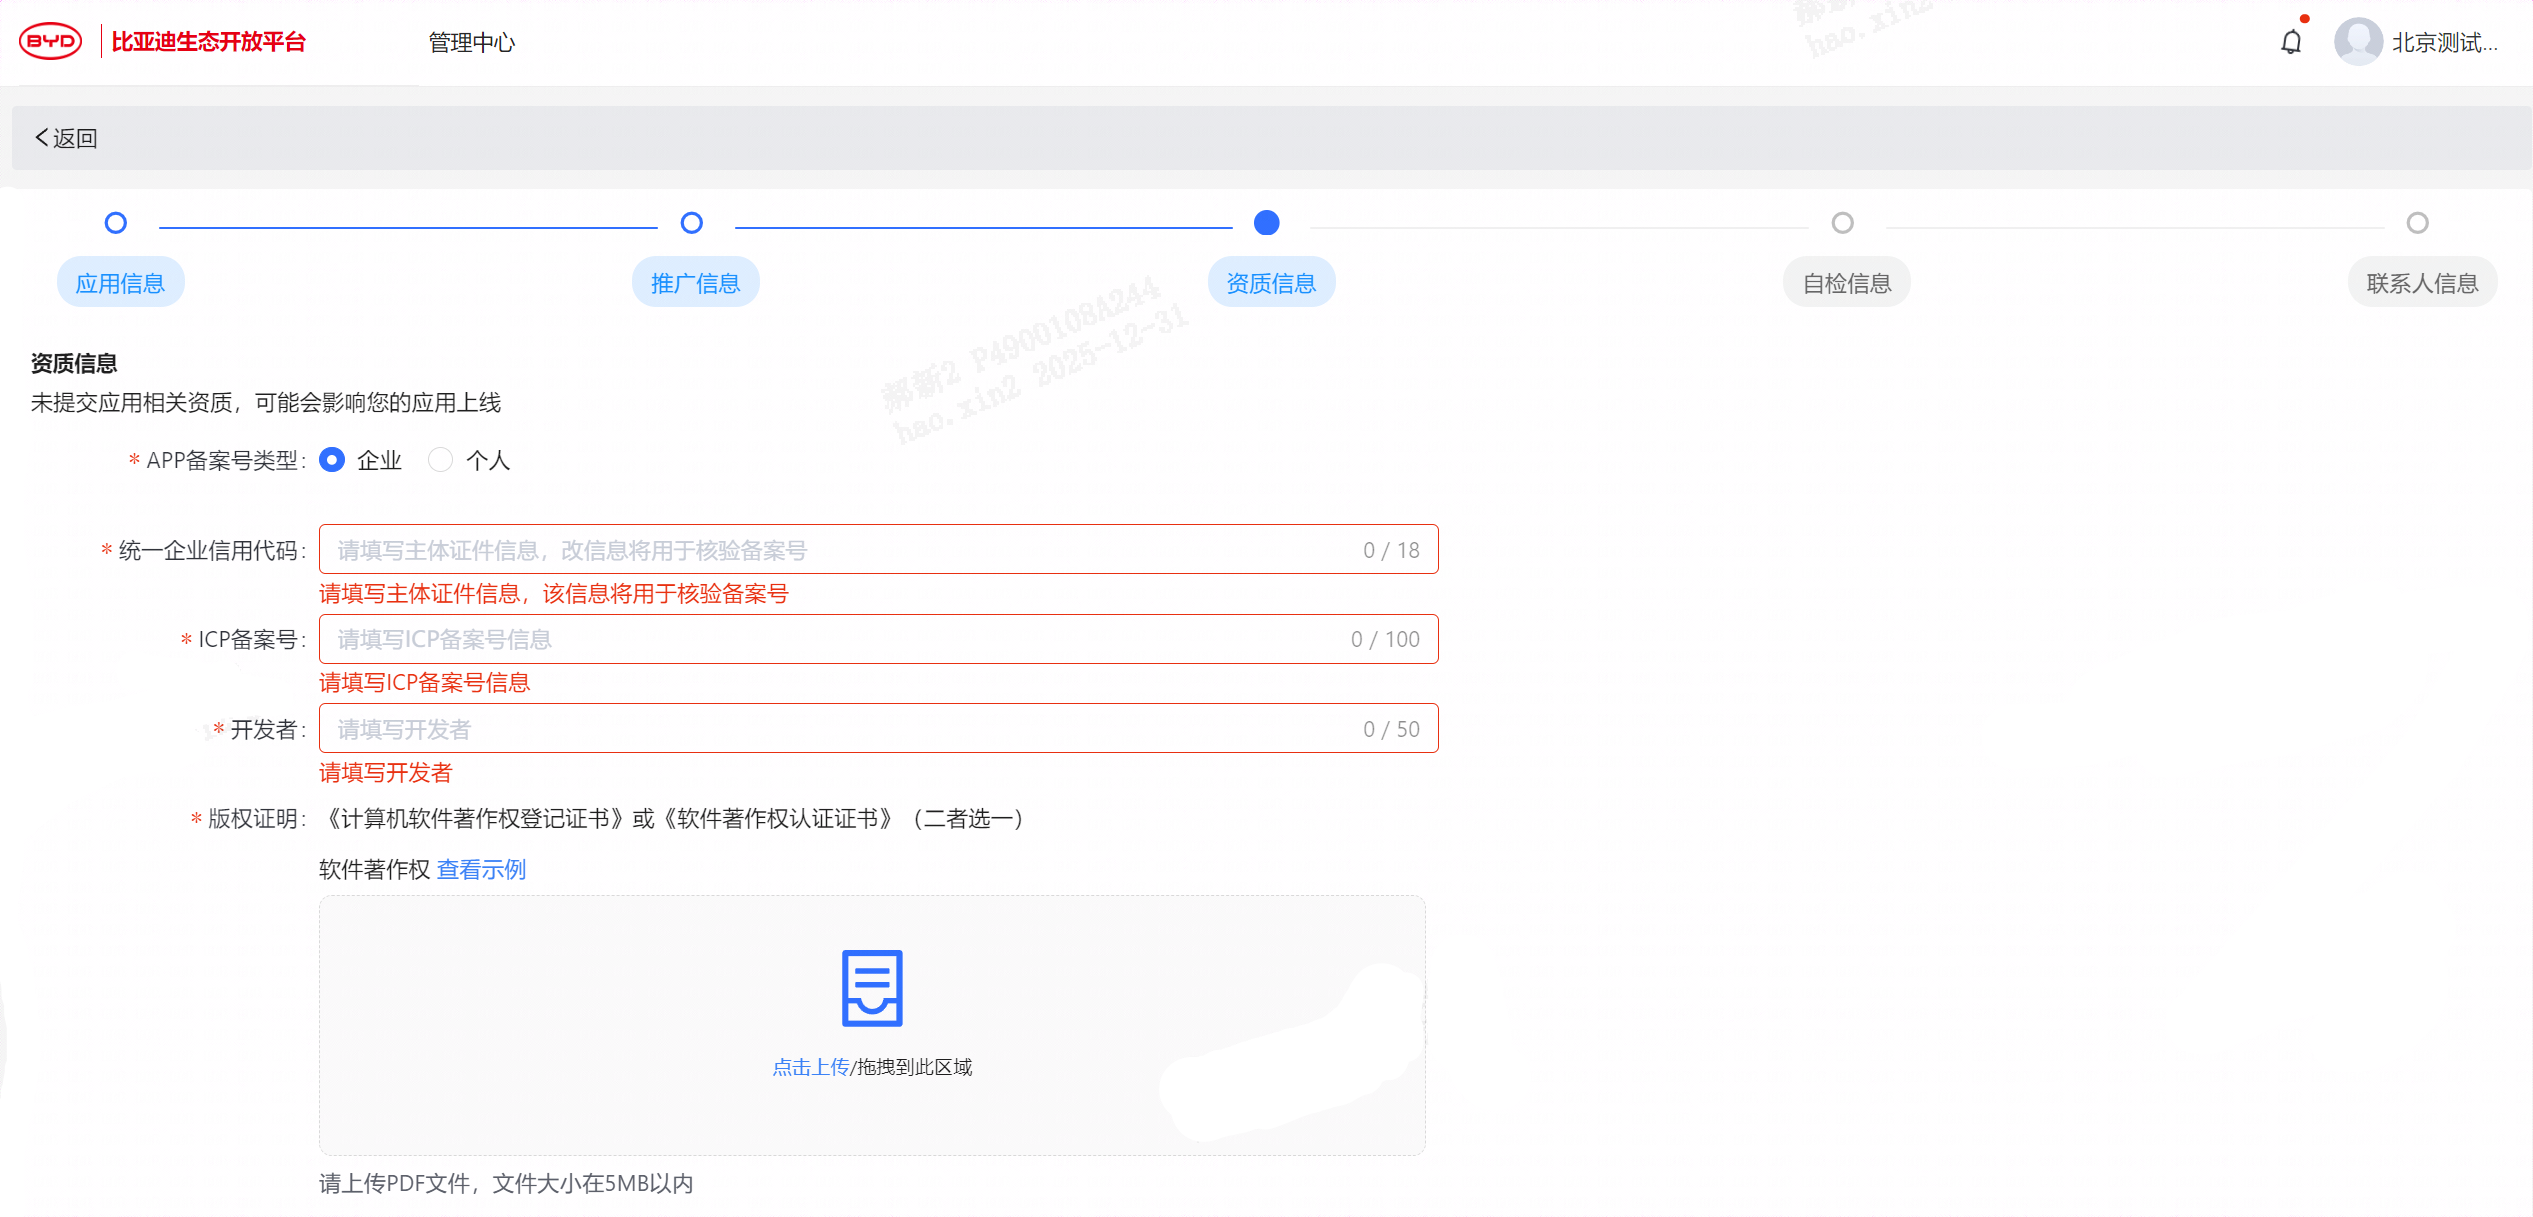 BYD
比亚迪生态开放平台
管理中心
北京测试...
返回
应用信息
推广信息
资质信息
自检信息
联系人信息
郝新2 P4900108A244
hao.xin2 2025-12-31
hao.xin2
资质信息
未提交应用相关资质，可能会影响您的应用上线
* APP备案号类型： 企业 个人
* 统一企业信用代码： 请填写主体证件信息，改信息将用于核验备案号 0 / 18
请填写主体证件信息，该信息将用于核验备案号
* ICP备案号： 请填写ICP备案号信息 0 / 100
请填写ICP备案号信息
* 开发者： 请填写开发者 0 / 50
请填写开发者
* 版权证明： 《计算机软件著作权登记证书》或《软件著作权认证证书》（二者选一）
软件著作权 查看示例
点击上传/拖拽到此区域
请上传PDF文件，文件大小在5MB以内